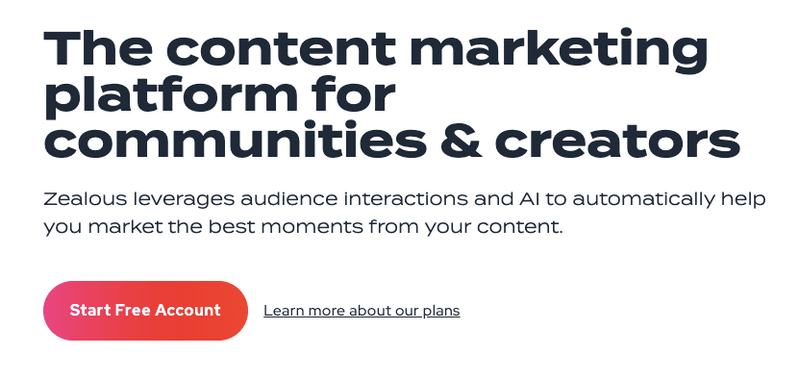 The content marketing
platform for
communities & creators
Zealous leverages audience interactions and AI to automatically help
you market the best moments from your content.
Start Free Account
Learn more about our plans